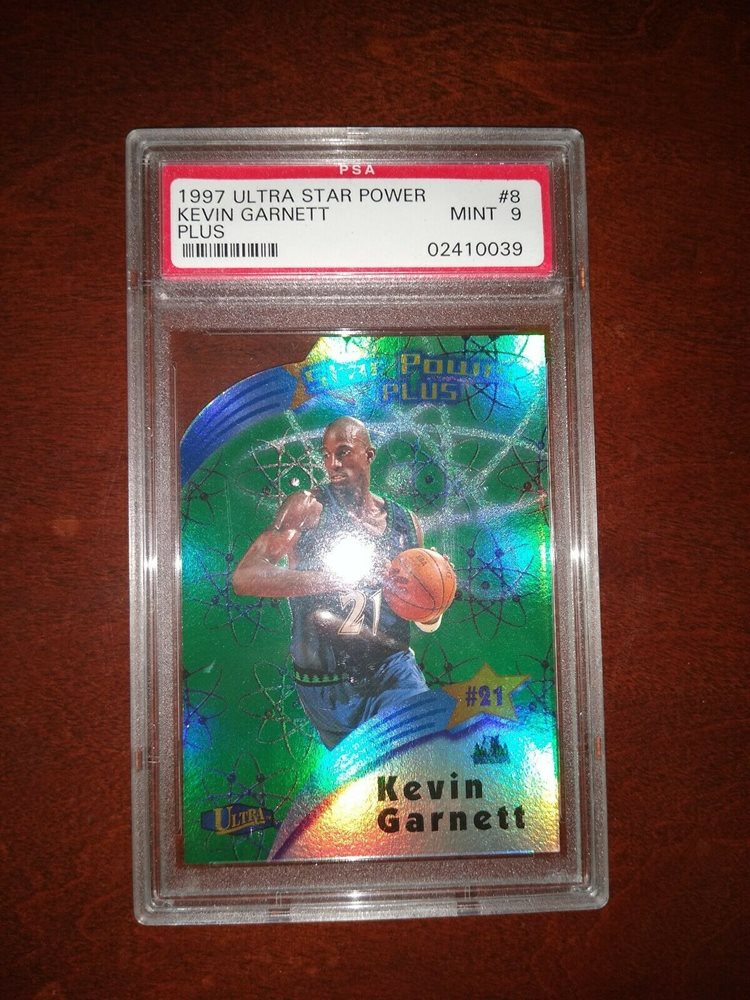 PSA
1997 ULTRA STAR POWER #8
KEVIN GARNETT MINT 9
PLUS
02410039
Star Power
PLUS
21
#21
Kevin
Garnett
ULTRA